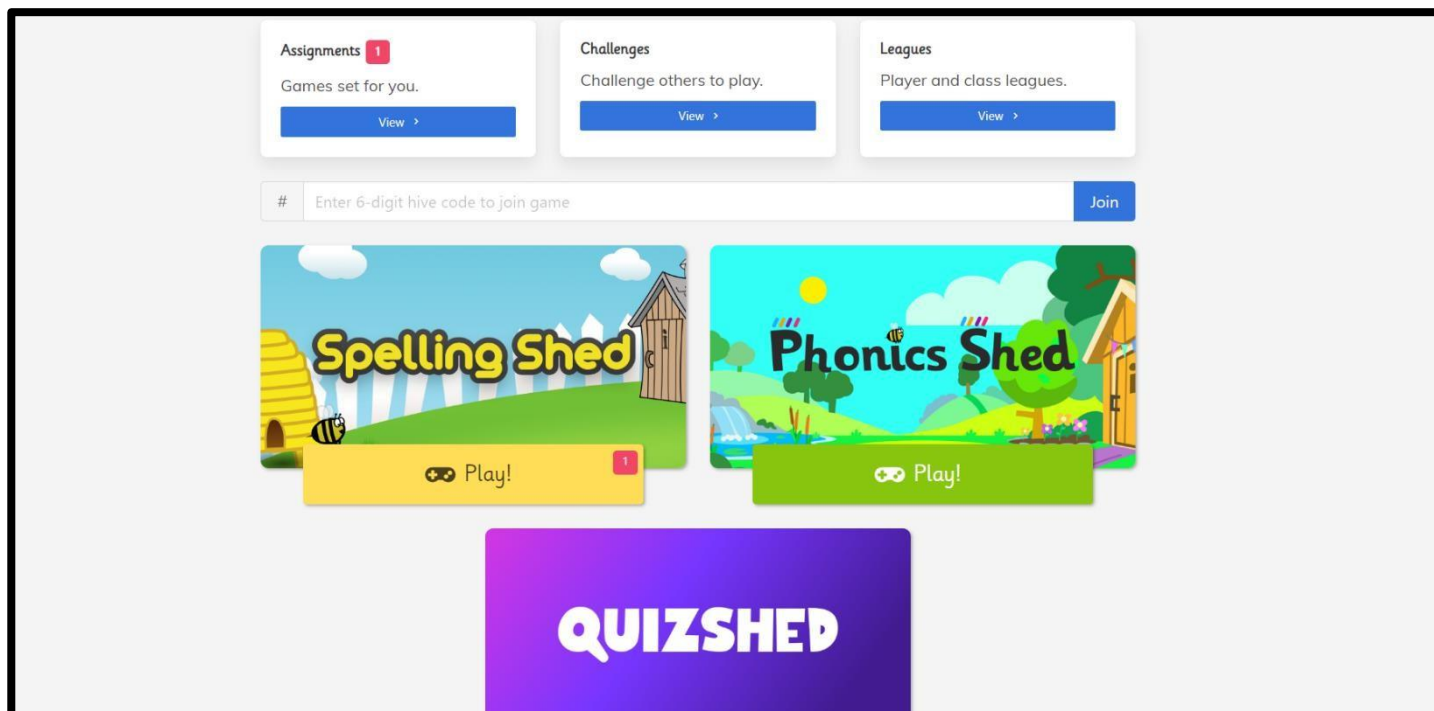 Assignments 1
Games set for you.
View >
Challenges
Challenge others to play.
View >
Leagues
Player and class leagues.
View >
# Enter 6-digit hive code to join game Join
Spelling Shed
Play! 1
Phonics Shed
Play!
QUIZSHED